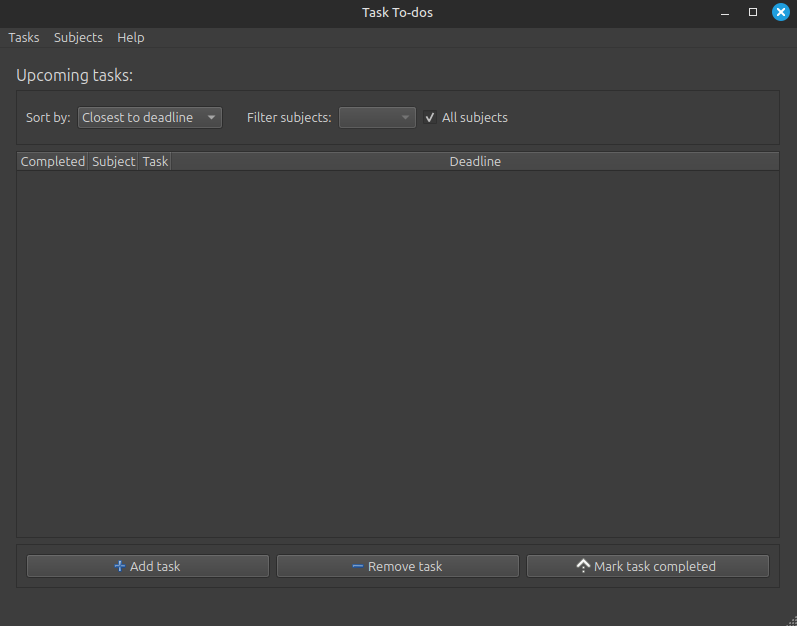 Task To-dos
Tasks Subjects Help
Upcoming tasks:
Sort by: Closest to deadline Filter subjects: All subjects
Completed Subject Task Deadline
Add task Remove task Mark task completed